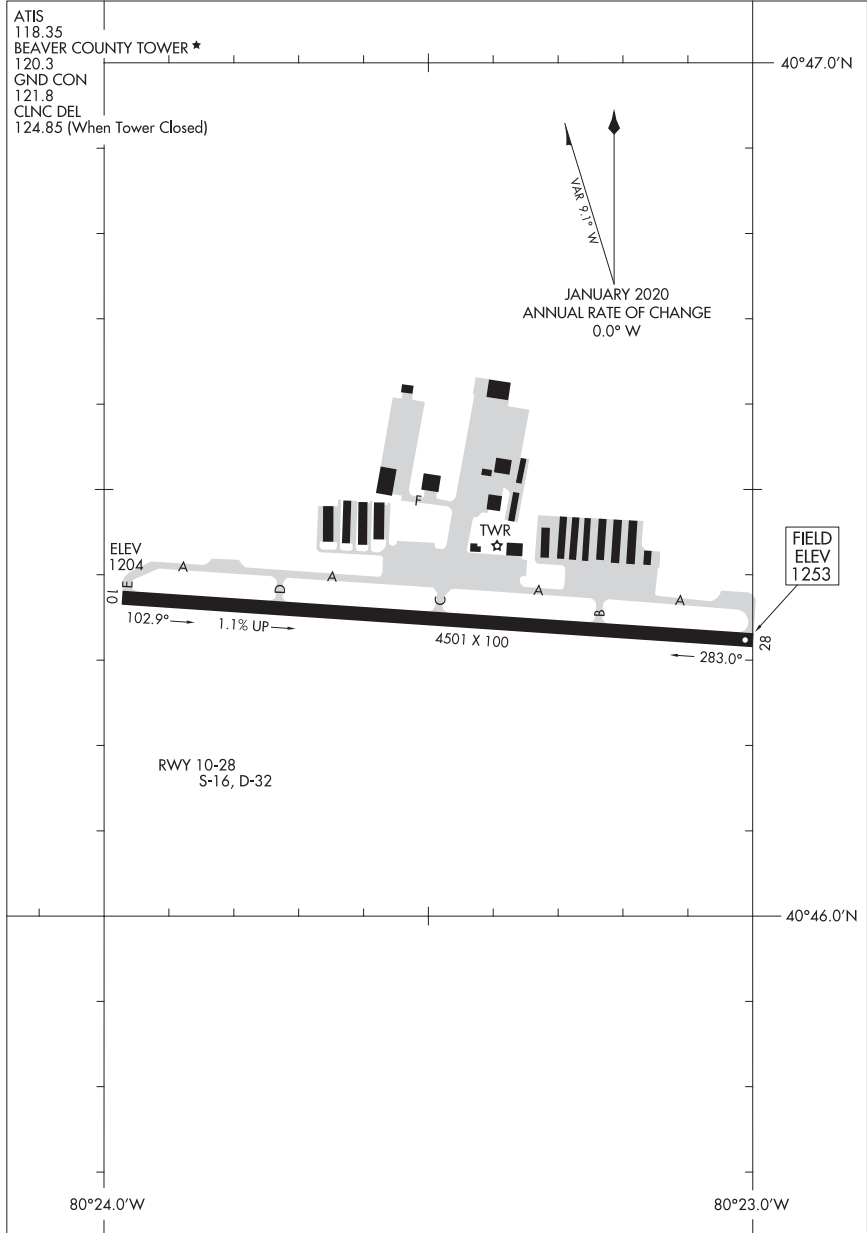 ATIS
118.35
BEAVER COUNTY TOWER ★
120.3
GND CON
121.8
CLNC DEL
124.85 (When Tower Closed)
40°47.0'N
VAR 9.1° W
JANUARY 2020
ANNUAL RATE OF CHANGE
0.0° W
F
TWR
FIELD
ELEV
1253
ELEV
1204
A
A
A
A
E
D
C
B
10
28
102.9°
1.1% UP
4501 X 100
283.0°
RWY 10-28
S-16, D-32
40°46.0'N
80°24.0'W
80°23.0'W